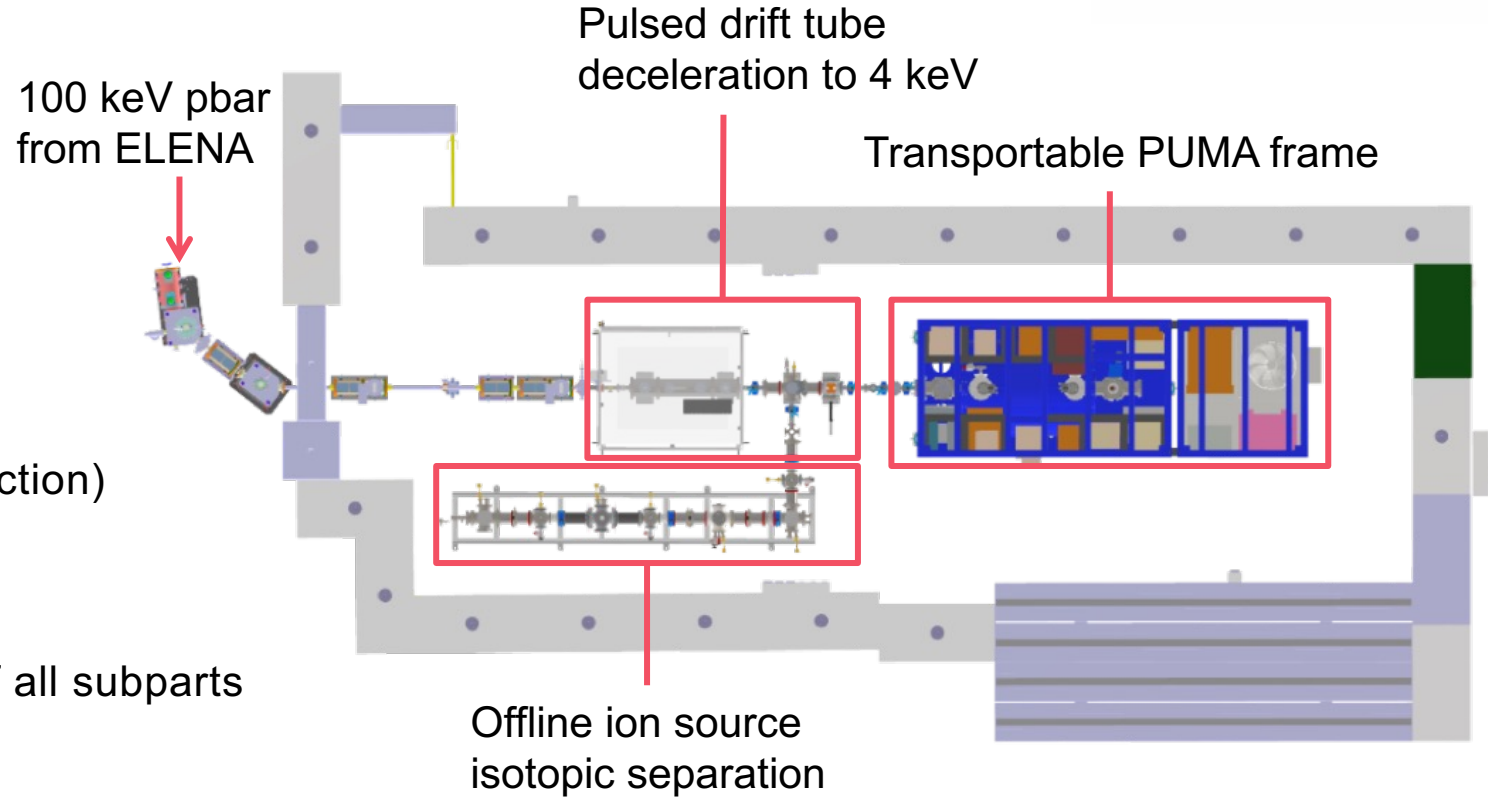 Pulsed drift tube
deceleration to 4 keV
100 keV pbar
from ELENA
Transportable PUMA frame
ction)
all subparts
Offline ion source
isotopic separation